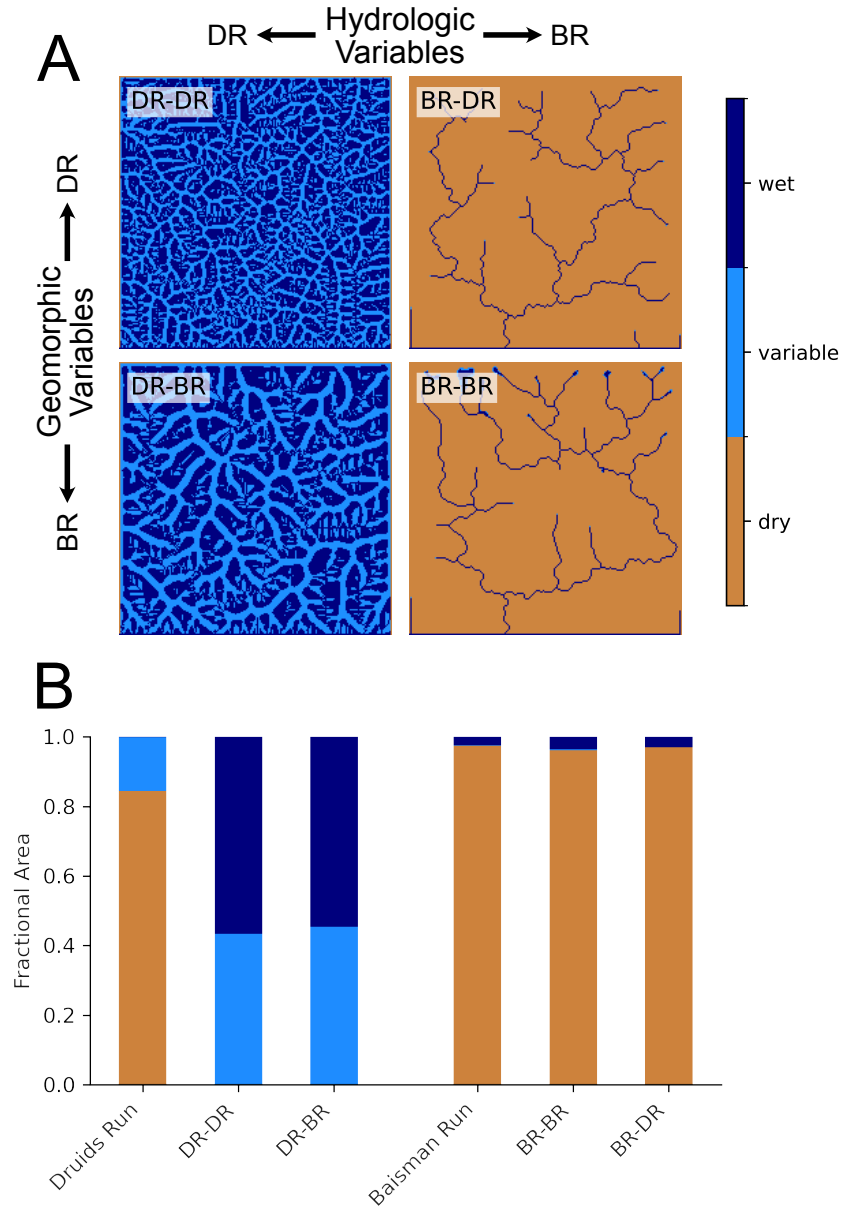 A
DR
Hydrologic
Variables
BR
DR
Geomorphic
Variables
BR
DR-DR
BR-DR
DR-BR
BR-BR
wet
variable
dry
B
Fractional Area
1.0
0.8
0.6
0.4
0.2
0.0
Druids Run
DR-DR
DR-BR
Baisman Run
BR-BR
BR-DR